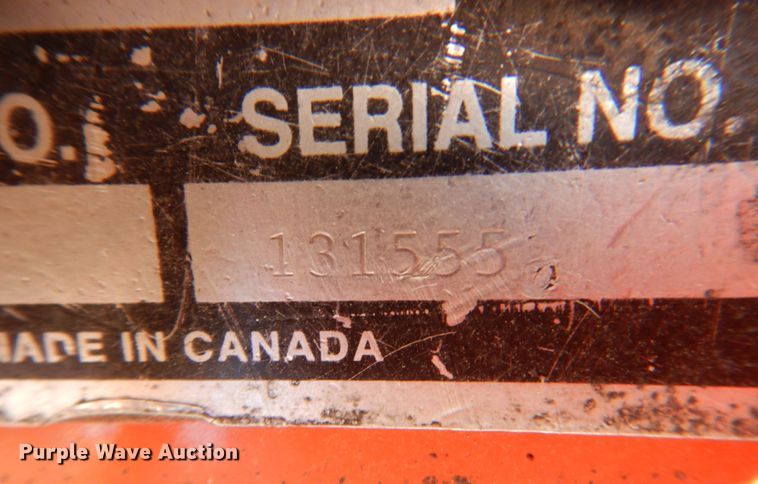 O. SERIAL NO.
131555
MADE IN CANADA
Purple Wave Auction